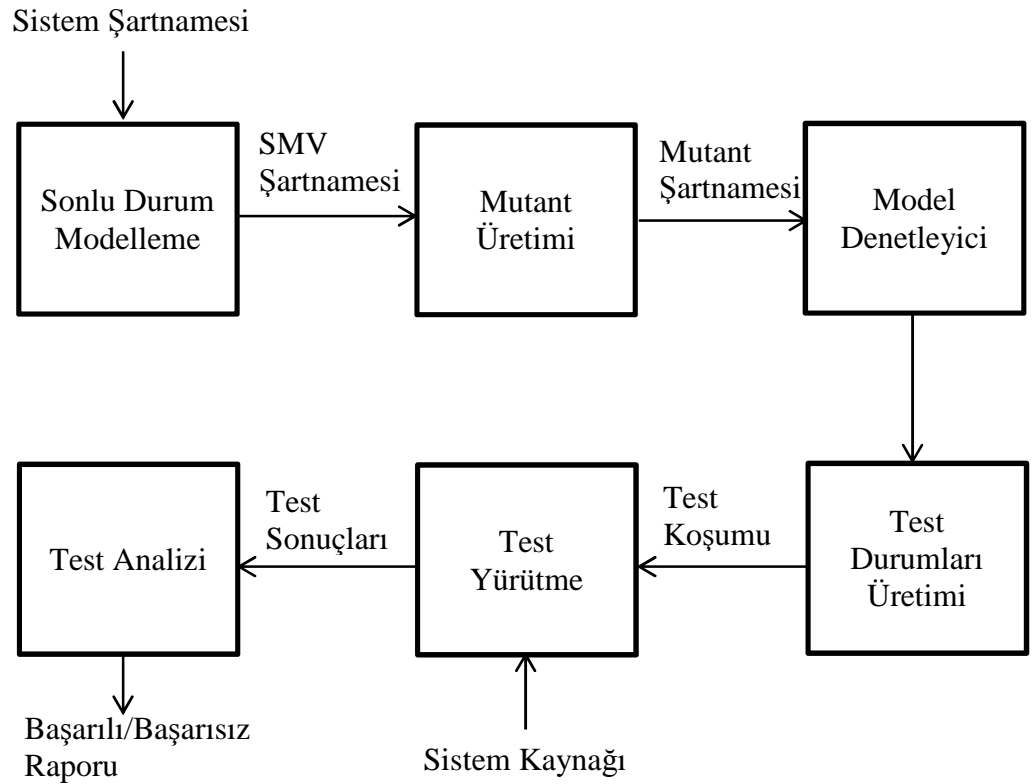 Sistem Şartnamesi
Sonlu Durum
Modelleme
SMV
Şartnamesi
Mutant
Üretimi
Mutant
Şartnamesi
Model
Denetleyici
Test
Durumları
Üretimi
Test
Koşumu
Test
Yürütme
Test
Sonuçları
Test Analizi
Sistem Kaynağı
Başarılı/Başarısız
Raporu